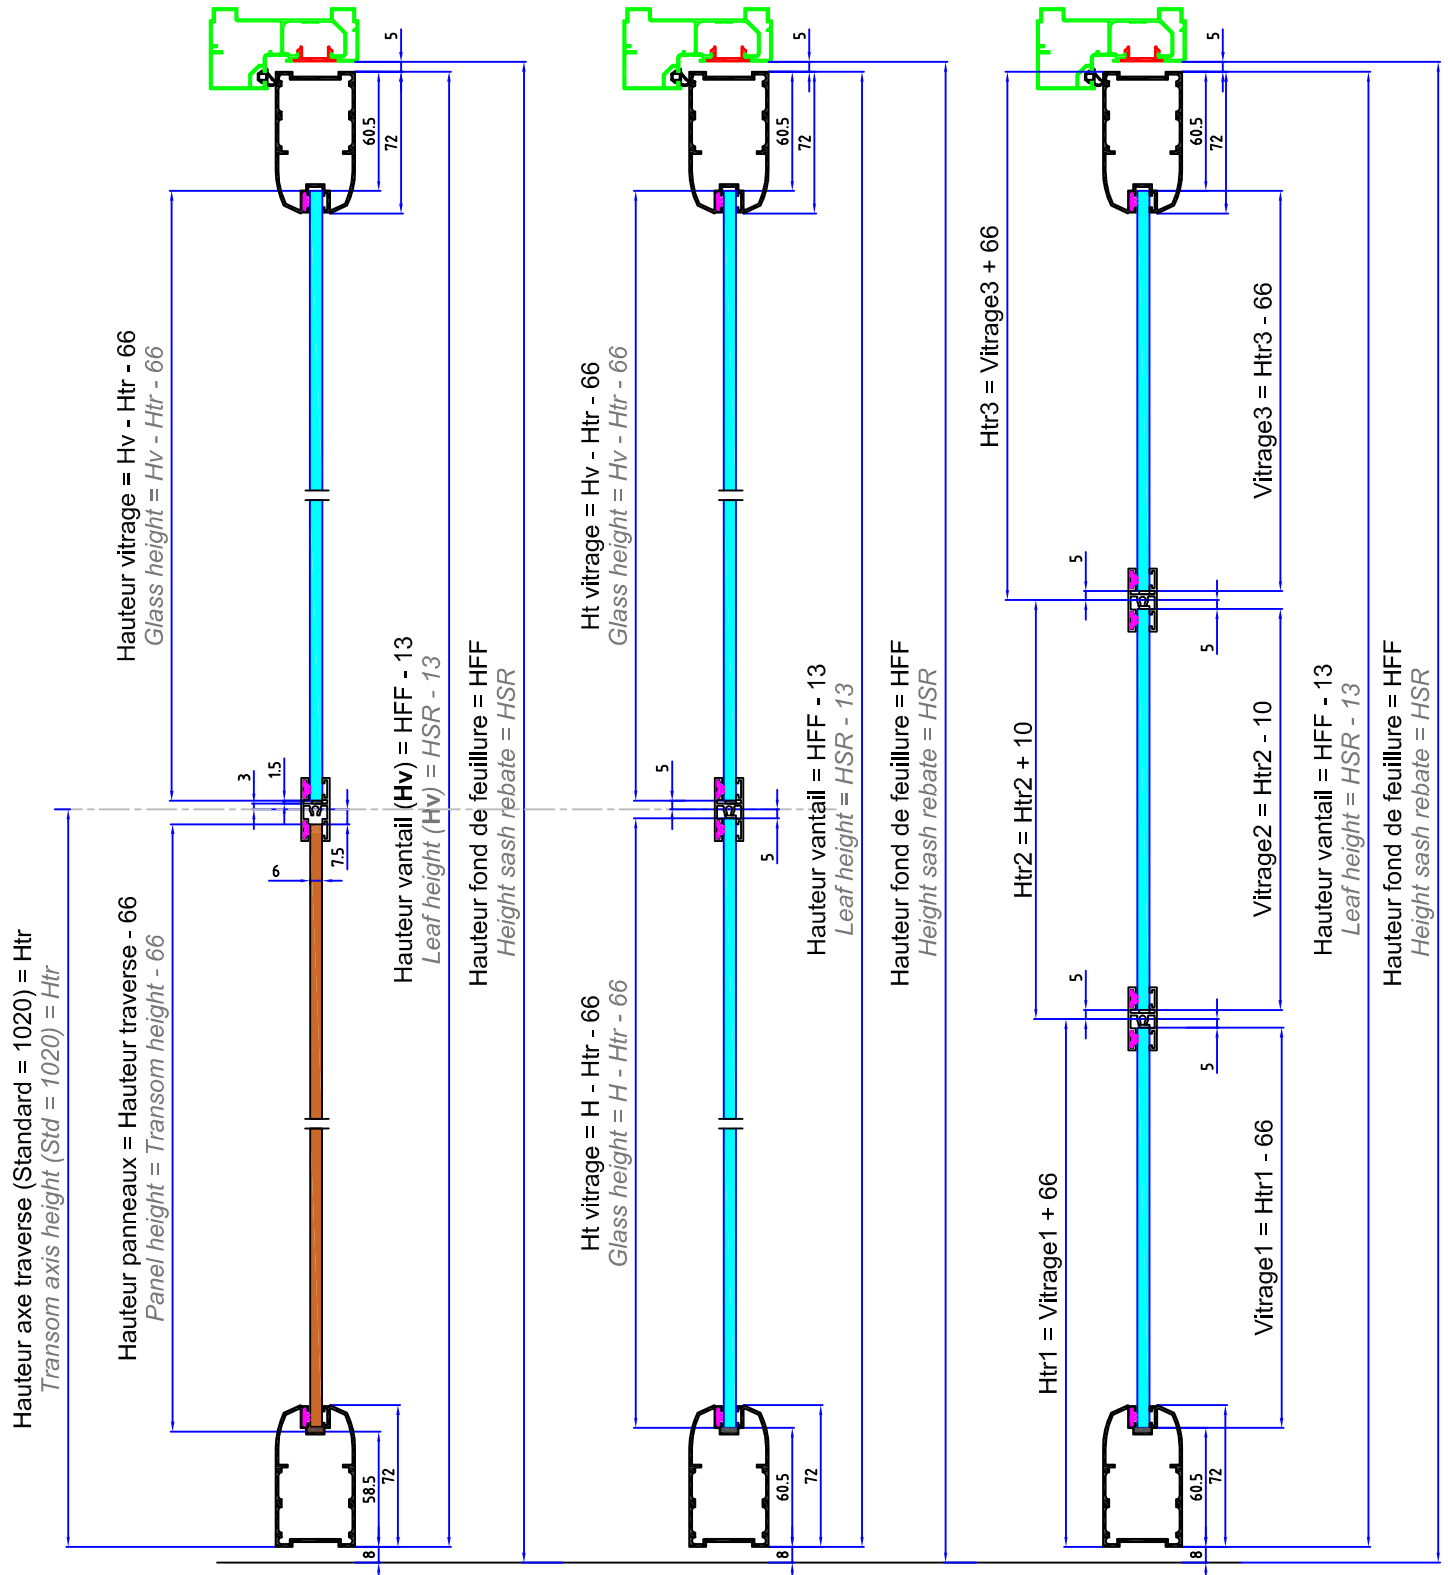 Hauteur axe traverse (Standard = 1020) = Htr
Transom axis height (Std = 1020) = Htr
Hauteur vitrage = Hv - Htr - 66
Glass height = Hv - Htr - 66
Hauteur panneaux = Hauteur traverse - 66
Panel height = Transom height - 66
5
60.5
72
3
1.5
7.5
6
58.5
72
8
Hauteur vantail (Hv) = HFF - 13
Leaf height (Hv) = HSR - 13
Hauteur fond de feuillure = HFF
Height sash rebate = HSR
Ht vitrage = Hv - Htr - 66
Glass height = Hv - Htr - 66
Ht vitrage = H - Htr - 66
Glass height = H - Htr - 66
5
60.5
72
5
5
60.5
72
8
Hauteur vantail = HFF - 13
Leaf height = HSR - 13
Hauteur fond de feuillure = HFF
Height sash rebate = HSR
Htr3 = Vitrage3 + 66
Htr2 = Htr2 + 10
Htr1 = Vitrage1 + 66
5
60.5
72
5
5
5
5
60.5
72
8
Vitrage3 = Htr3 - 66
Vitrage2 = Htr2 - 10
Vitrage1 = Htr1 - 66
Hauteur vantail = HFF - 13
Leaf height = HSR - 13
Hauteur fond de feuillure = HFF
Height sash rebate = HSR